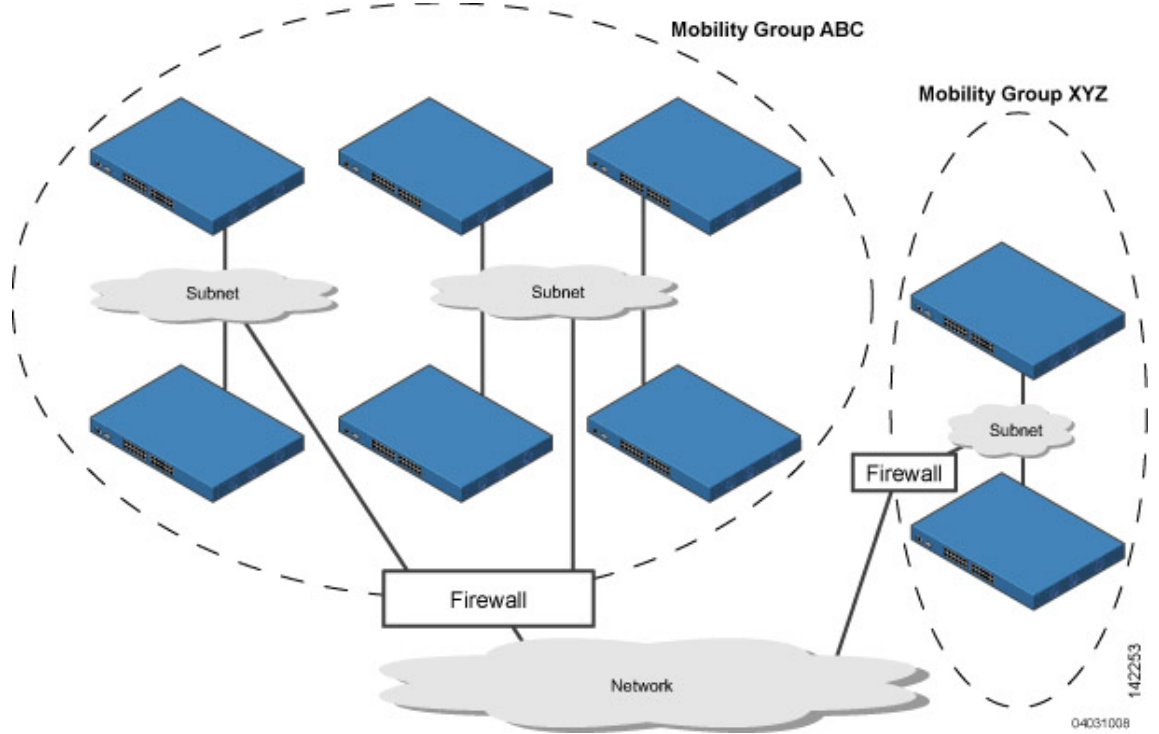 Mobility Group ABC
Mobility Group XYZ
Subnet
Subnet
Subnet
Firewall
Firewall
Network
142253
04031008